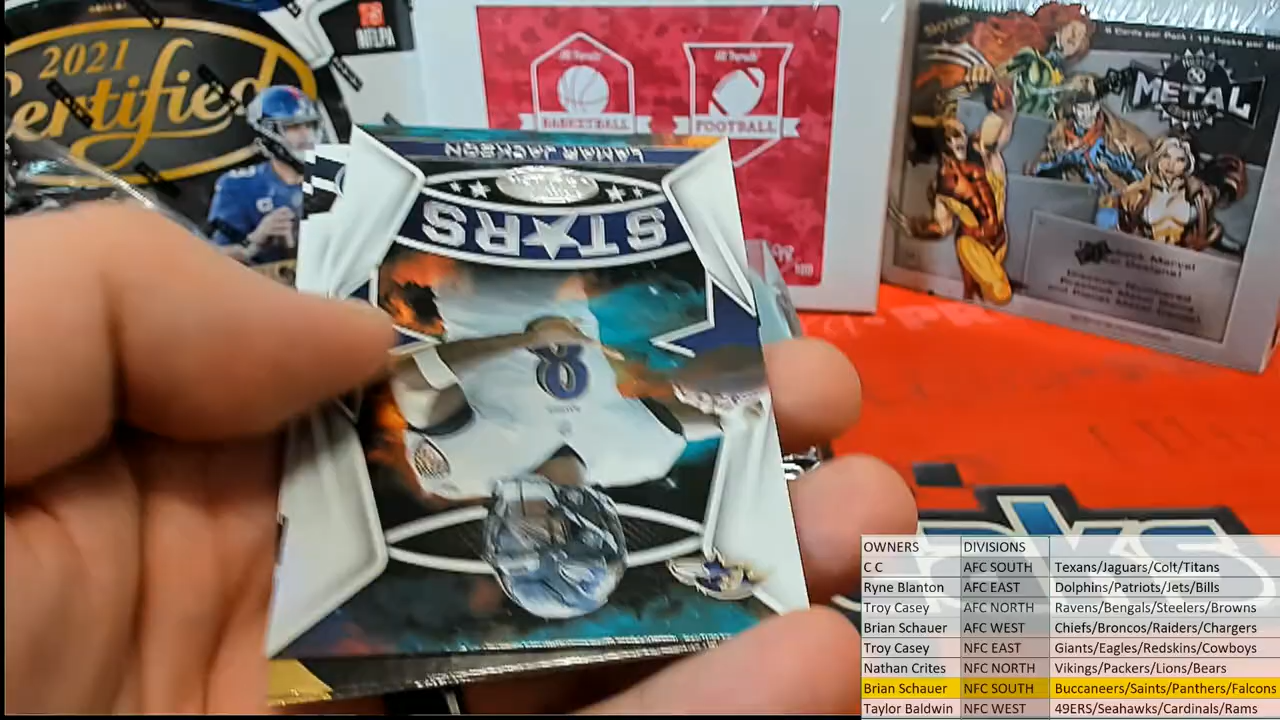 2021
Certified
NFLPA
BASKETBALL
FOOTBALL
SKYBOX
METAL
LAMAR JACKSON
STARS
8
OWNERS DIVISIONS
C C AFC SOUTH Texans/Jaguars/Colt/Titans
Ryne Blanton AFC EAST Dolphins/Patriots/Jets/Bills
Troy Casey AFC NORTH Ravens/Bengals/Steelers/Browns
Brian Schauer AFC WEST Chiefs/Broncos/Raiders/Chargers
Troy Casey NFC EAST Giants/Eagles/Redskins/Cowboys
Nathan Crites NFC NORTH Vikings/Packers/Lions/Bears
Brian Schauer NFC SOUTH Buccaneers/Saints/Panthers/Falcons
Taylor Baldwin NFC WEST 49ERS/Seahawks/Cardinals/Rams